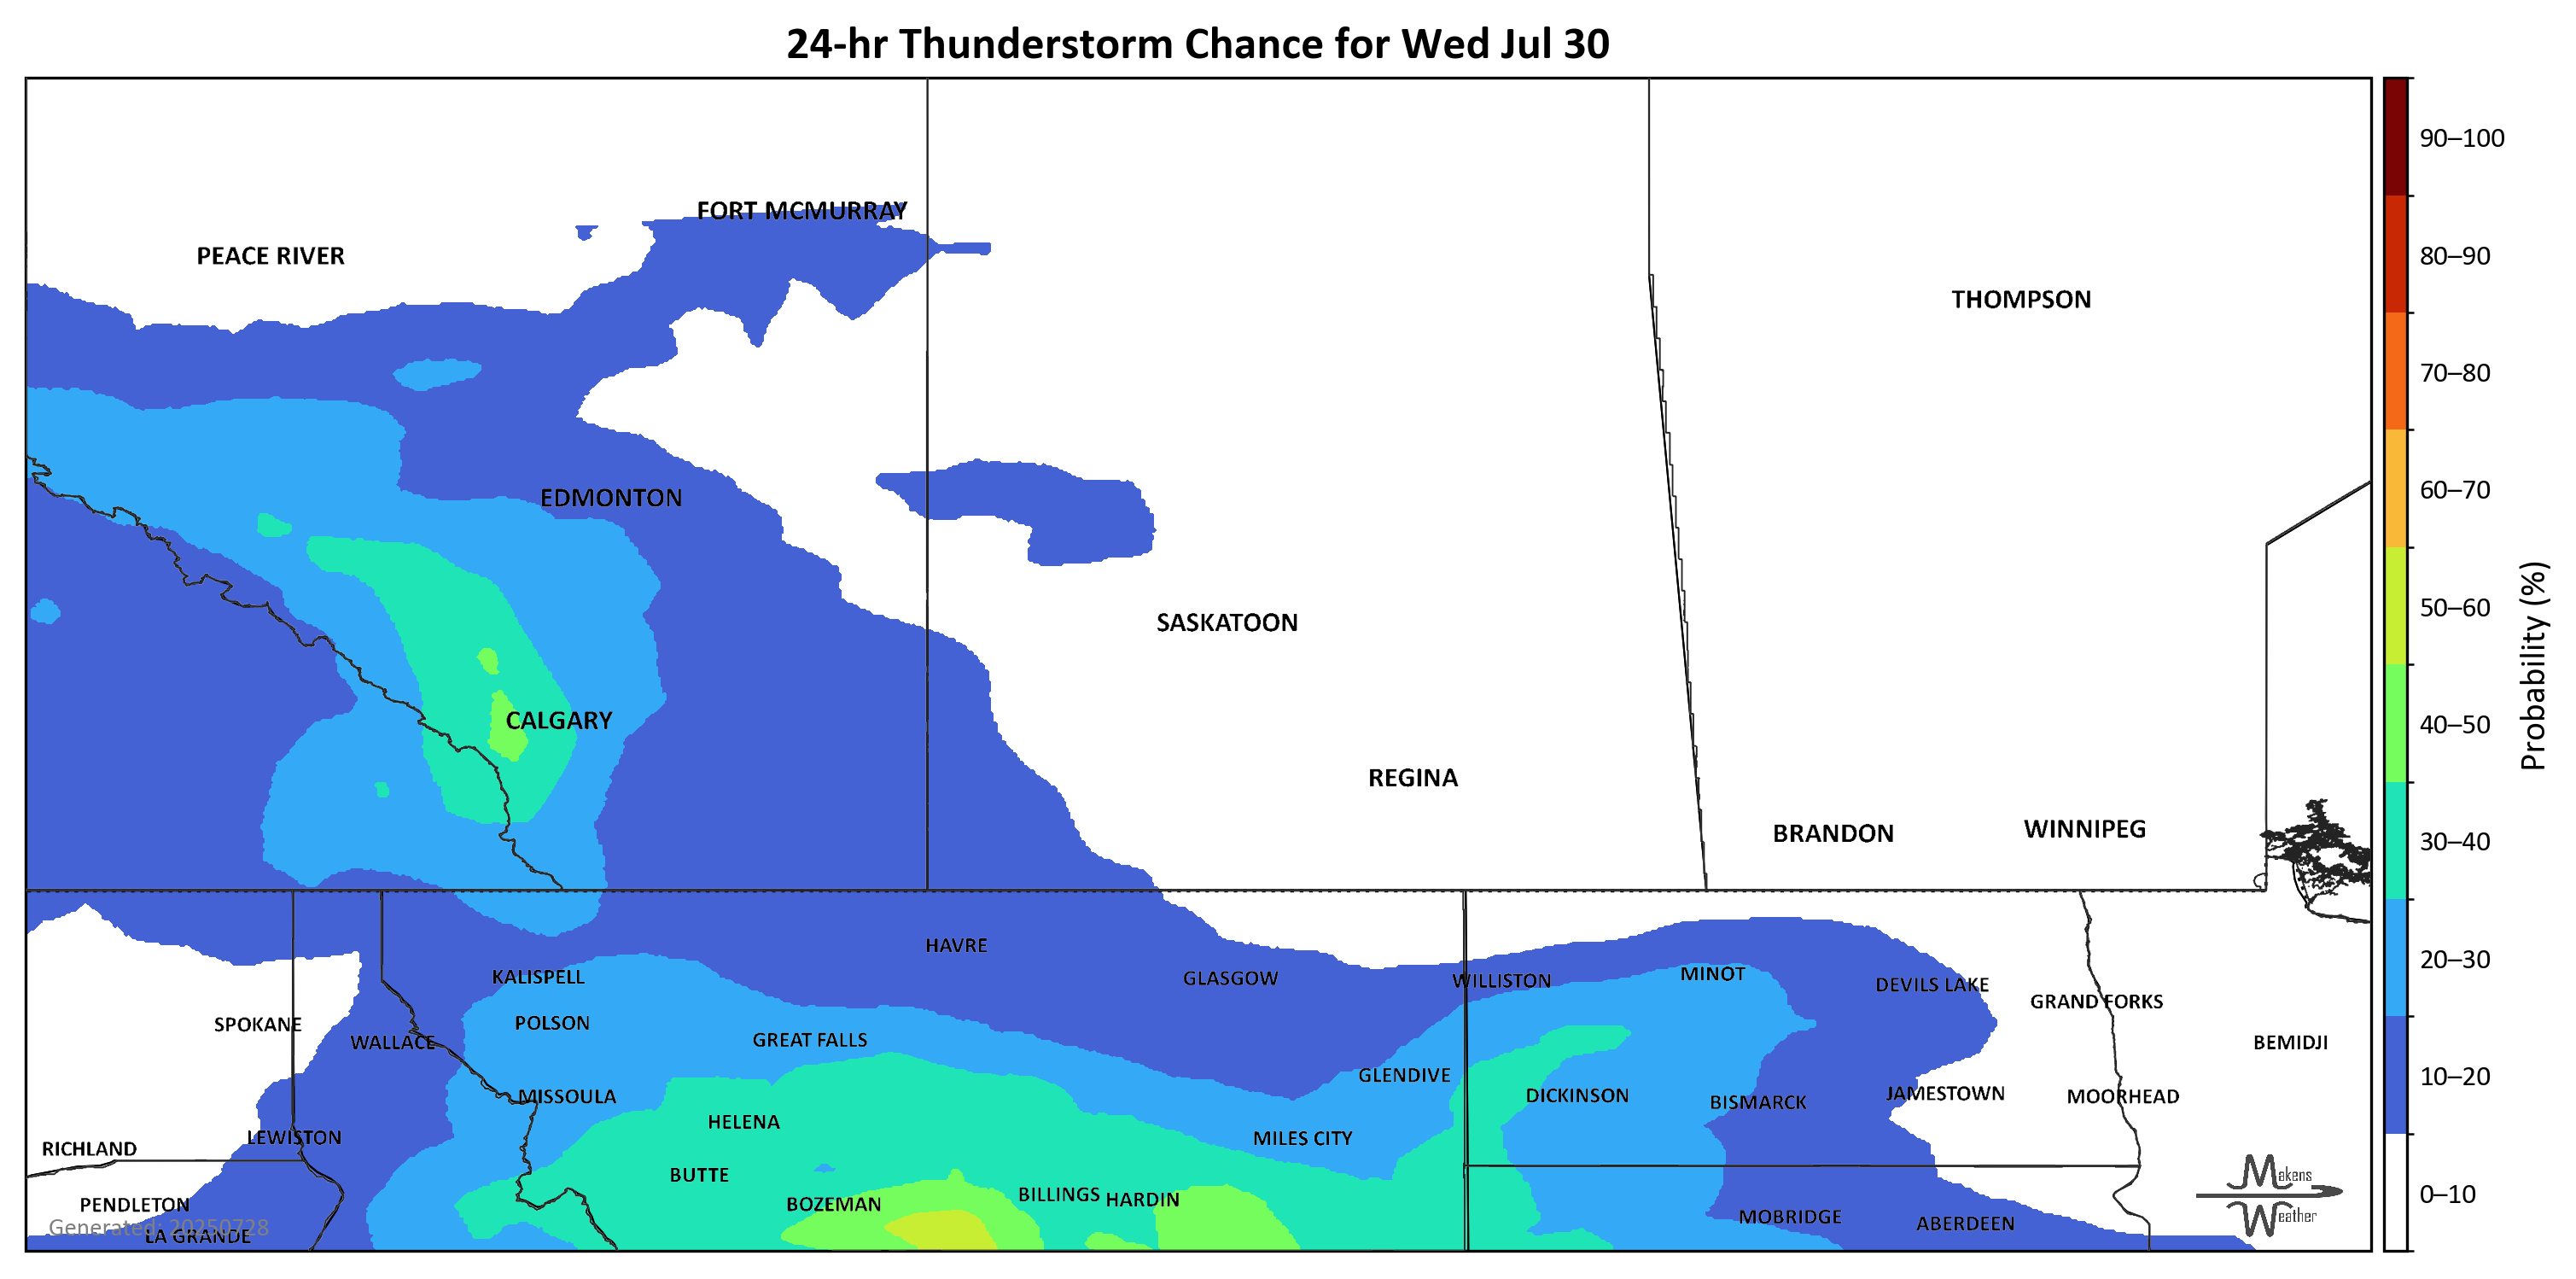 24-hr Thunderstorm Chance for Wed Jul 30
90–100
FORT MCMURRAY
PEACE RIVER
80–90
THOMPSON
70–80
EDMONTON
60–70
SASKATOON
50–60
CALGARY
40–50
Probability (%)
REGINA
BRANDON
WINNIPEG
30–40
HAVRE
20–30
KALISPELL
GLASGOW
WILLISTON
MINOT
DEVILS LAKE
GRAND FORKS
SPOKANE
POLSON
WALLACE
GREAT FALLS
BEMIDJI
GLENDIVE
10–20
MISSOULA
DICKINSON
BISMARCK
JAMESTOWN
MOORHEAD
HELENA
LEWISTON
MILES CITY
RICHLAND
BUTTE
Makens
Weather
0–10
PENDLETON
BOZEMAN
BILLINGS
HARDIN
MOBRIDGE
ABERDEEN
Generated: 20250728
LA GRANDE